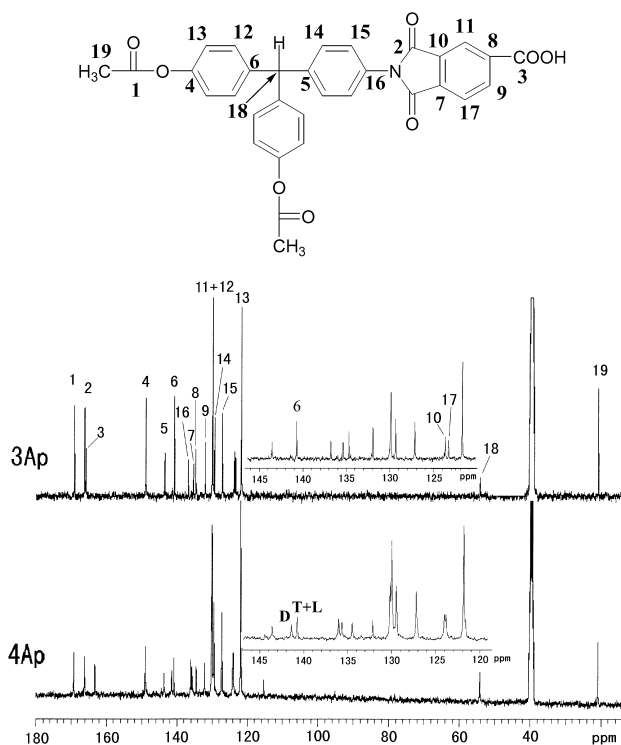 13 12 H 14 15 O 11
19 O 2 10 8
CH3 O 6 N COOH
1 4 5 16 3
18 O 7 9
17
O
O
CH3
11+12
13
1 2 4 6 8 14 19
3 5 16 7 9 15
6 10 17
18
3Ap
145 140 135 130 125 ppm
D T+L
4Ap
145 140 135 130 125 120 ppm
180 160 140 120 100 80 60 40 20 ppm